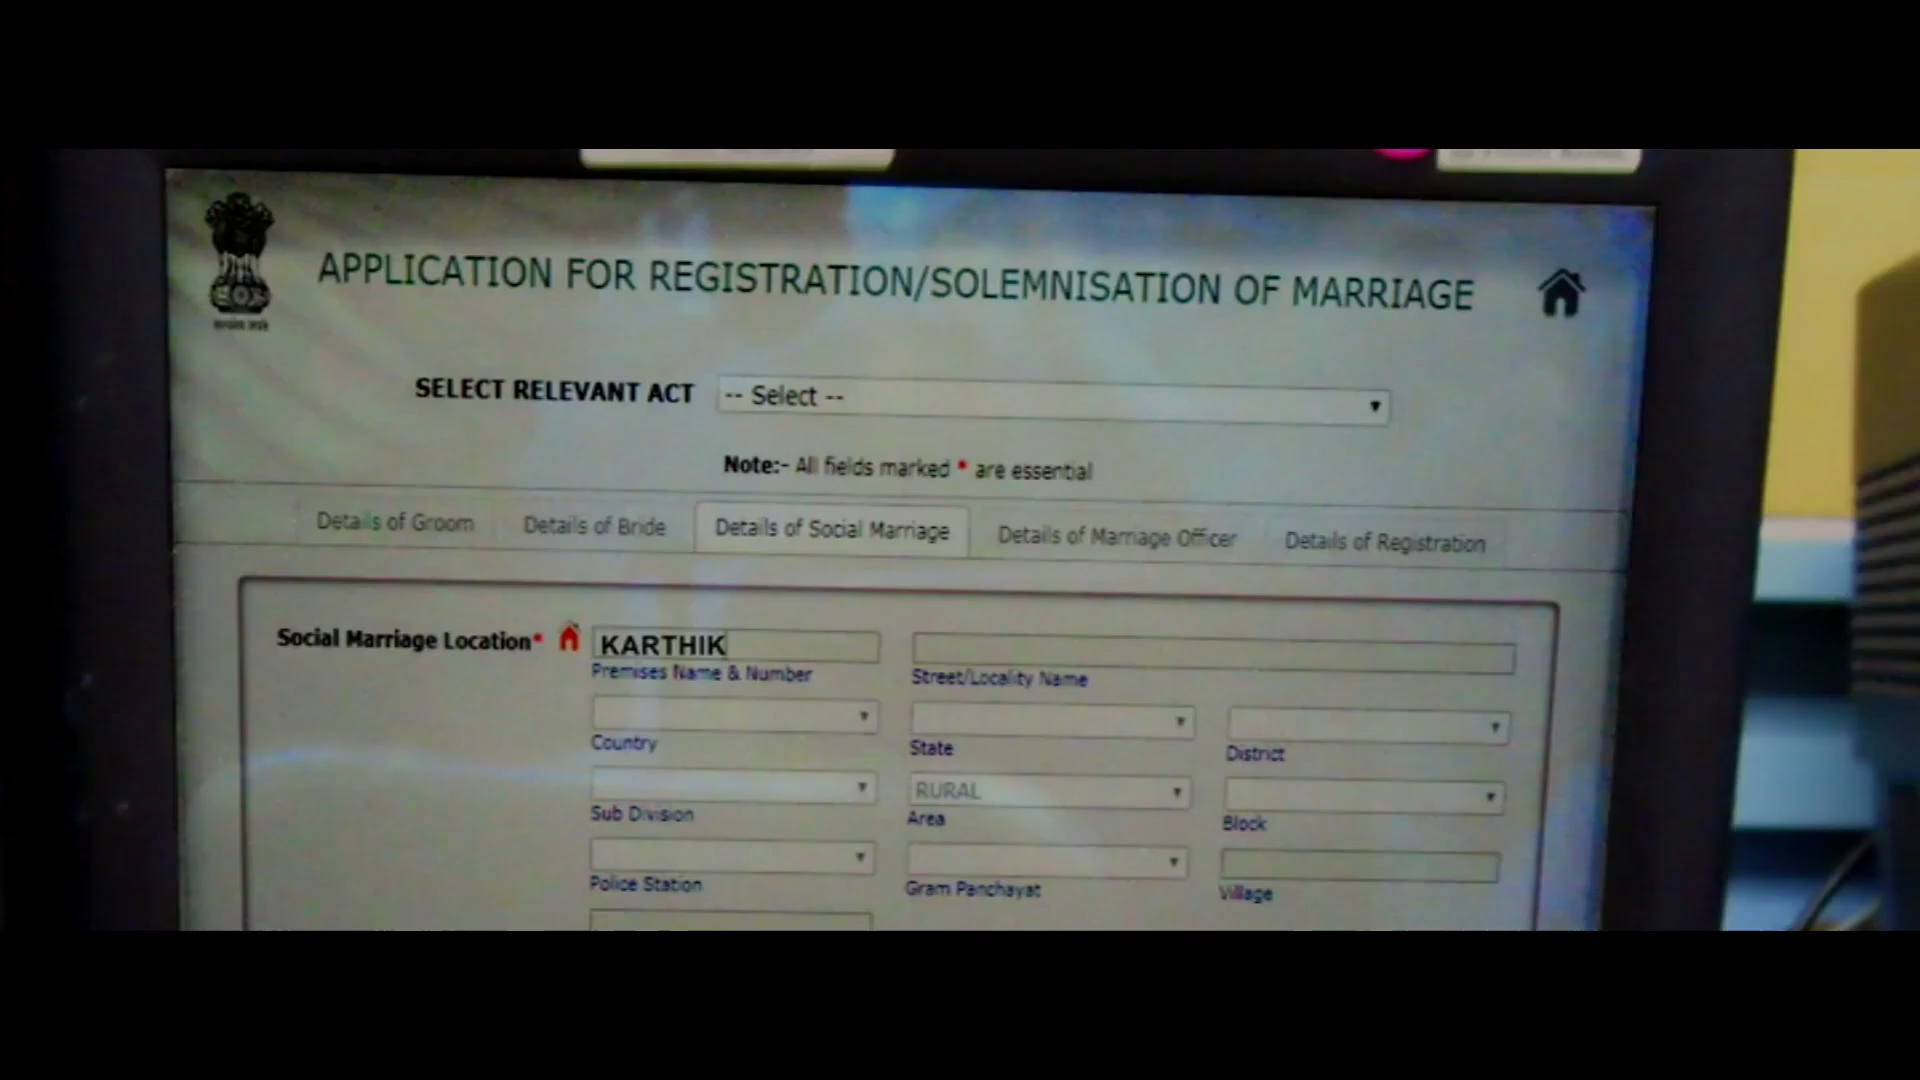 APPLICATION FOR REGISTRATION/SOLEMNISATION OF MARRIAGE
SELECT RELEVANT ACT -- Select --
Note:- All fields marked * are essential
Details of Groom Details of Bride Details of Social Marriage Details of Marriage Officer Details of Registration
Social Marriage Location* KARTHIK
Premises Name & Number Street/Locality Name
Country State District
RURAL
Sub Division Area Block
Police Station Gram Panchayat Village